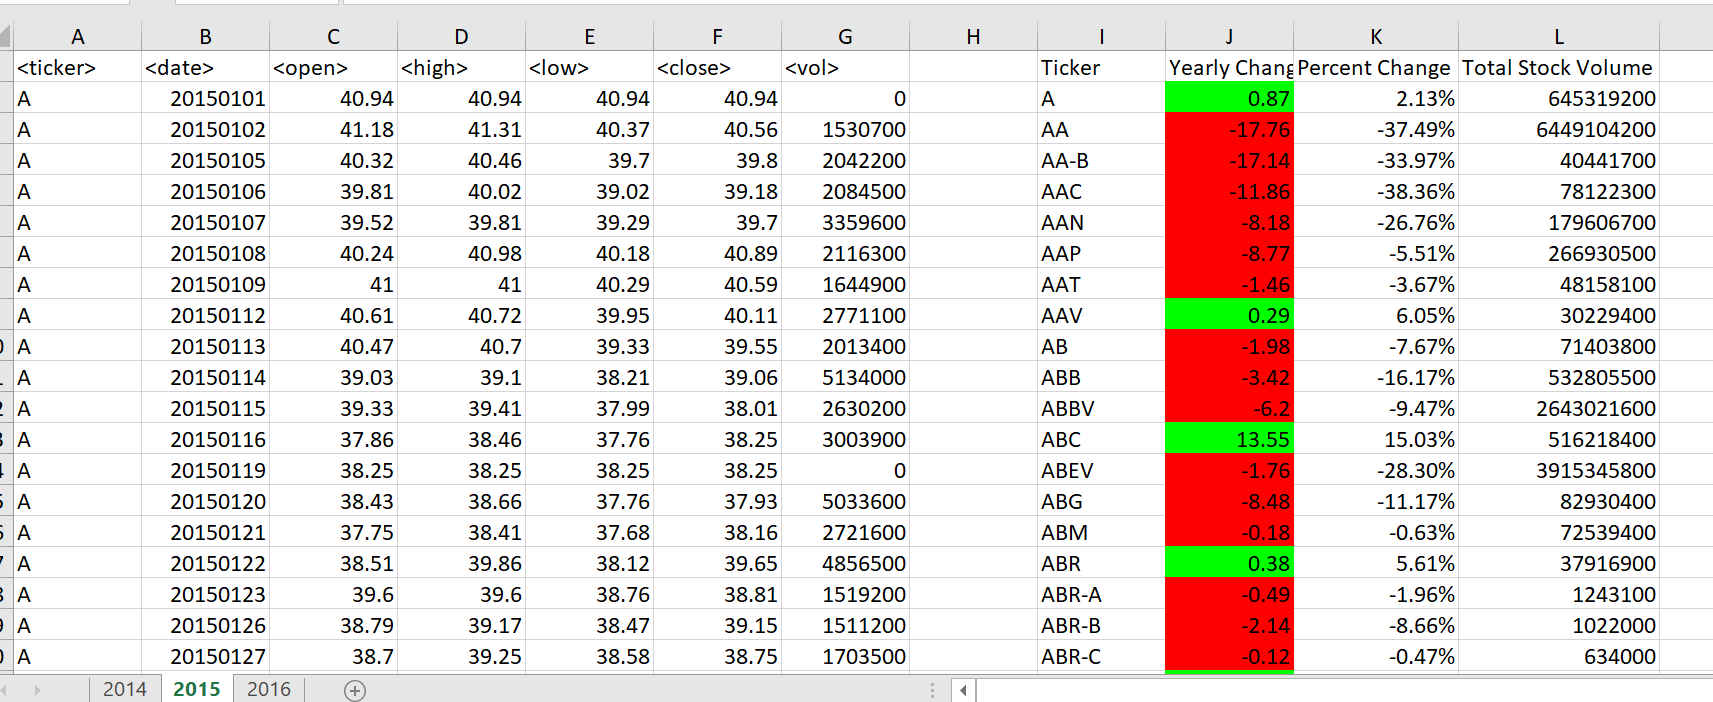 A B C D E F G H I J K L
<ticker> <date> <open> <high> <low> <close> <vol> Ticker Yearly Chang Percent Change Total Stock Volume
A 20150101 40.94 40.94 40.94 40.94 0 A 0.87 2.13% 645319200
A 20150102 41.18 41.31 40.37 40.56 1530700 AA -17.76 -37.49% 6449104200
A 20150105 40.32 40.46 39.7 39.8 2042200 AA-B -17.14 -33.97% 40441700
A 20150106 39.81 40.02 39.02 39.18 2084500 AAC -11.86 -38.36% 78122300
A 20150107 39.52 39.81 39.29 39.7 3359600 AAN -8.18 -26.76% 179606700
A 20150108 40.24 40.98 40.18 40.89 2116300 AAP -8.77 -5.51% 266930500
A 20150109 41 41 40.29 40.59 1644900 AAT -1.46 -3.67% 48158100
A 20150112 40.61 40.72 39.95 40.11 2771100 AAV 0.29 6.05% 30229400
A 20150113 40.47 40.7 39.33 39.55 2013400 AB -1.98 -7.67% 71403800
A 20150114 39.03 39.1 38.21 39.06 5134000 ABB -3.42 -16.17% 532805500
A 20150115 39.33 39.41 37.99 38.01 2630200 ABBV -6.2 -9.47% 2643021600
A 20150116 37.86 38.46 37.76 38.25 3003900 ABC 13.55 15.03% 516218400
A 20150119 38.25 38.25 38.25 38.25 0 ABEV -1.76 -28.30% 3915345800
A 20150120 38.43 38.66 37.76 37.93 5033600 ABG -8.48 -11.17% 82930400
A 20150121 37.75 38.41 37.68 38.16 2721600 ABM -0.18 -0.63% 72539400
A 20150122 38.51 39.86 38.12 39.65 4856500 ABR 0.38 5.61% 37916900
A 20150123 39.6 39.6 38.76 38.81 1519200 ABR-A -0.49 -1.96% 1243100
A 20150126 38.79 39.17 38.47 39.15 1511200 ABR-B -2.14 -8.66% 1022000
A 20150127 38.7 39.25 38.58 38.75 1703500 ABR-C -0.12 -0.47% 634000
2014 2015 2016